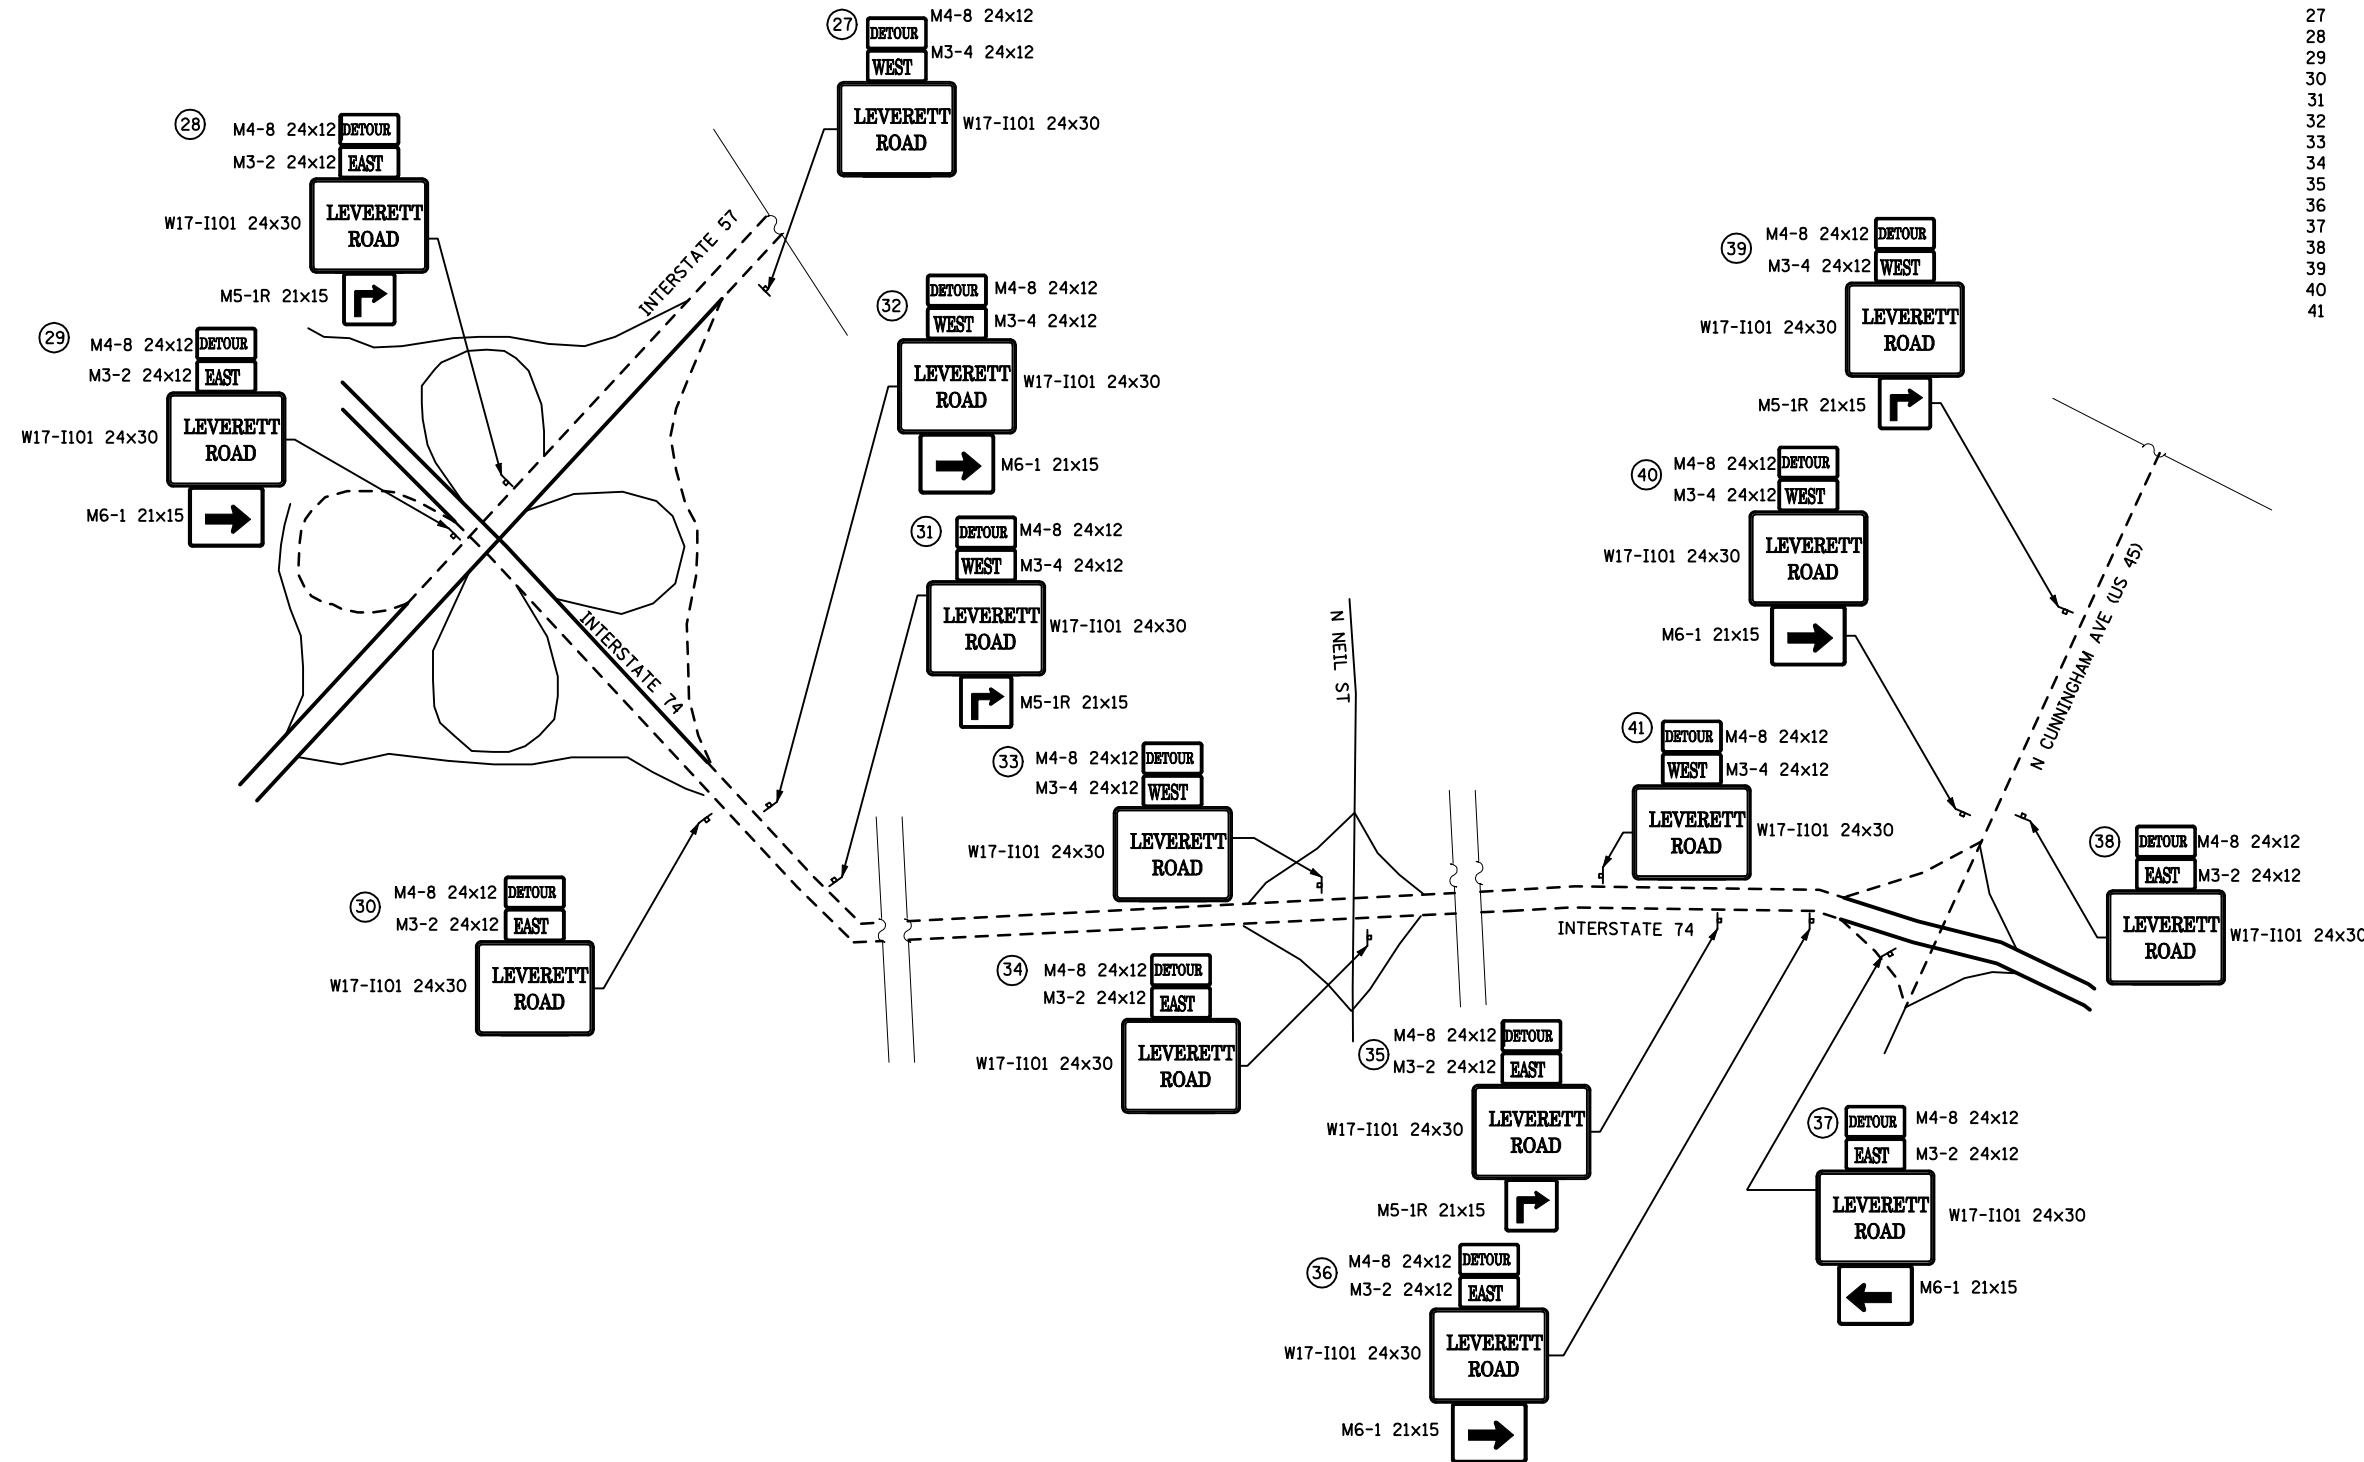 27
DETOUR
M4-8 24x12
WEST
M3-4 24x12
LEVERETT
ROAD
W17-I101 24x30
28
M4-8 24x12
DETOUR
M3-2 24x12
EAST
W17-I101 24x30
LEVERETT
ROAD
M5-1R 21x15
29
M4-8 24x12
DETOUR
M3-2 24x12
EAST
W17-I101 24x30
LEVERETT
ROAD
M6-1 21x15
INTERSTATE 57
32
DETOUR
M4-8 24x12
WEST
M3-4 24x12
LEVERETT
ROAD
W17-I101 24x30
M6-1 21x15
31
DETOUR
M4-8 24x12
WEST
M3-4 24x12
LEVERETT
ROAD
W17-I101 24x30
M5-1R 21x15
INTERSTATE 74
30
M4-8 24x12
DETOUR
M3-2 24x12
EAST
W17-I101 24x30
LEVERETT
ROAD
33
M4-8 24x12
DETOUR
M3-4 24x12
WEST
W17-I101 24x30
LEVERETT
ROAD
N NEIL ST
34
M4-8 24x12
DETOUR
M3-2 24x12
EAST
W17-I101 24x30
LEVERETT
ROAD
39
M4-8 24x12
DETOUR
M3-4 24x12
WEST
W17-I101 24x30
LEVERETT
ROAD
M5-1R 21x15
40
M4-8 24x12
DETOUR
M3-4 24x12
WEST
W17-I101 24x30
LEVERETT
ROAD
M6-1 21x15
N CUNNINGHAM AVE (US 45)
41
DETOUR
M4-8 24x12
WEST
M3-4 24x12
LEVERETT
ROAD
W17-I101 24x30
INTERSTATE 74
38
DETOUR
M4-8 24x12
EAST
M3-2 24x12
LEVERETT
ROAD
W17-I101 24x30
35
M4-8 24x12
DETOUR
M3-2 24x12
EAST
W17-I101 24x30
LEVERETT
ROAD
M5-1R 21x15
36
M4-8 24x12
DETOUR
M3-2 24x12
EAST
W17-I101 24x30
LEVERETT
ROAD
M6-1 21x15
37
DETOUR
M4-8 24x12
EAST
M3-2 24x12
LEVERETT
ROAD
W17-I101 24x30
M6-1 21x15
27
28
29
30
31
32
33
34
35
36
37
38
39
40
41